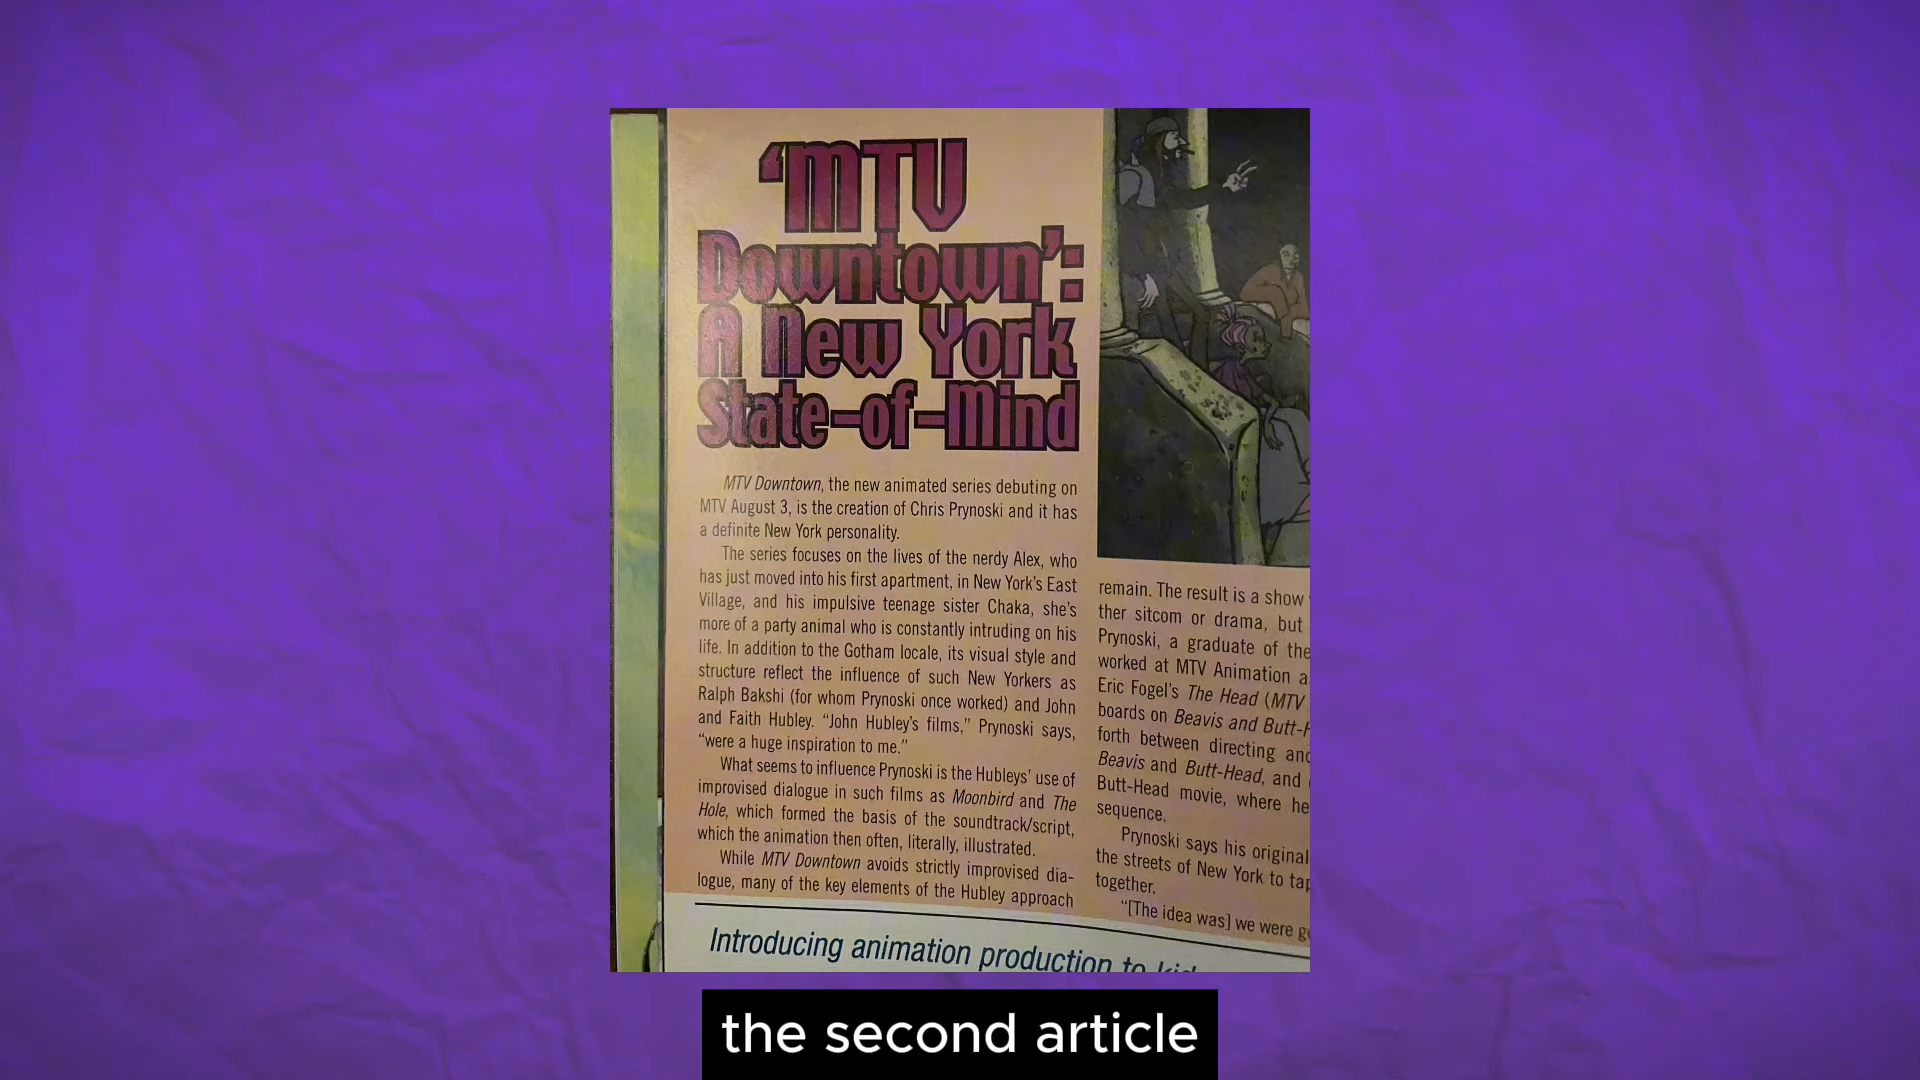 ‘MTV
Downtown’:
A New York
State-of-Mind
MTV Downtown, the new animated series debuting on
MTV August 3, is the creation of Chris Prynoski and it has
a definite New York personality.
The series focuses on the lives of the nerdy Alex, who
has just moved into his first apartment, in New York’s East
Village, and his impulsive teenage sister Chaka, she’s
more of a party animal who is constantly intruding on his
life. In addition to the Gotham locale, its visual style and
structure reflect the influence of such New Yorkers as
Ralph Bakshi (for whom Prynoski once worked) and John
and Faith Hubley. “John Hubley’s films,” Prynoski says,
“were a huge inspiration to me.”
What seems to influence Prynoski is the Hubleys’ use of
improvised dialogue in such films as Moonbird and The
Hole, which formed the basis of the soundtrack/script,
which the animation then often, literally, illustrated.
While MTV Downtown avoids strictly improvised dia-
logue, many of the key elements of the Hubley approach
remain. The result is a show
ther sitcom or drama, but
Prynoski, a graduate of the
worked at MTV Animation a
Eric Fogel’s The Head (MTV
boards on Beavis and Butt-H
forth between directing and
Beavis and Butt-Head, and
Butt-Head movie, where he
sequence.
Prynoski says his original
the streets of New York to tap
together.
“[The idea was] we were g
Introducing animation production to
the second article